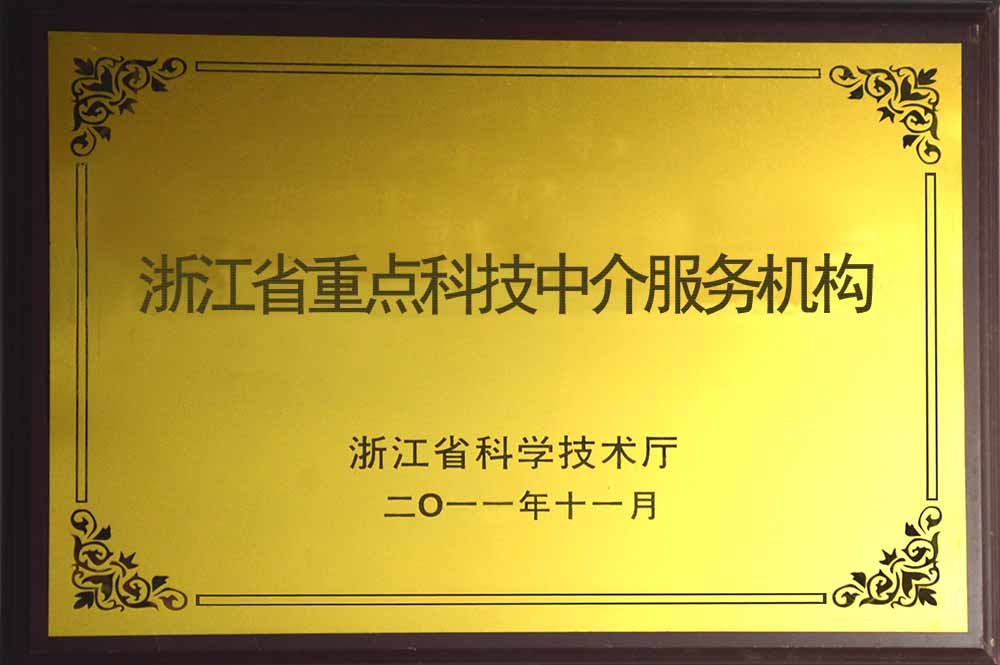 浙江省重点科技中介服务机构
浙江省科学技术厅
二O一一年十一月